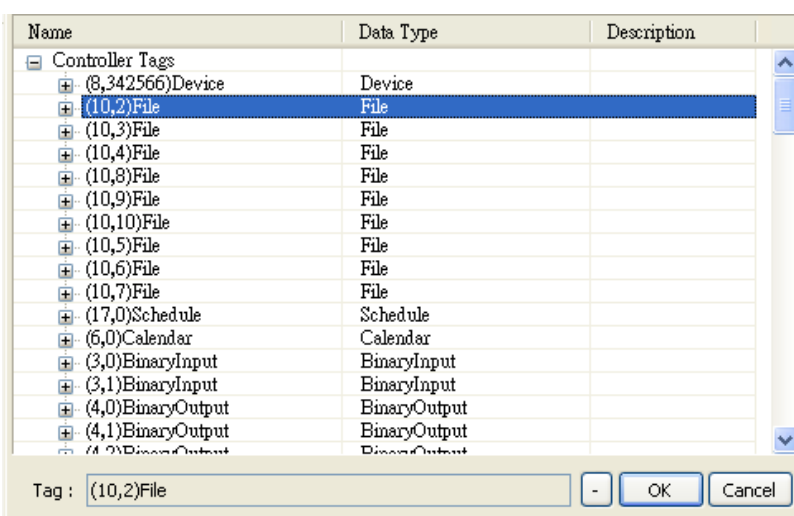 Name Data Type Description
Controller Tags
(8,342566)Device Device
(10,2)File File
(10,3)File File
(10,4)File File
(10,8)File File
(10,9)File File
(10,10)File File
(10,5)File File
(10,6)File File
(10,7)File File
(17,0)Schedule Schedule
(6,0)Calendar Calendar
(3,0)BinaryInput BinaryInput
(3,1)BinaryInput BinaryInput
(4,0)BinaryOutput BinaryOutput
(4,1)BinaryOutput BinaryOutput
(4,2)BinaryOutput BinaryOutput
Tag : (10,2)File - OK Cancel